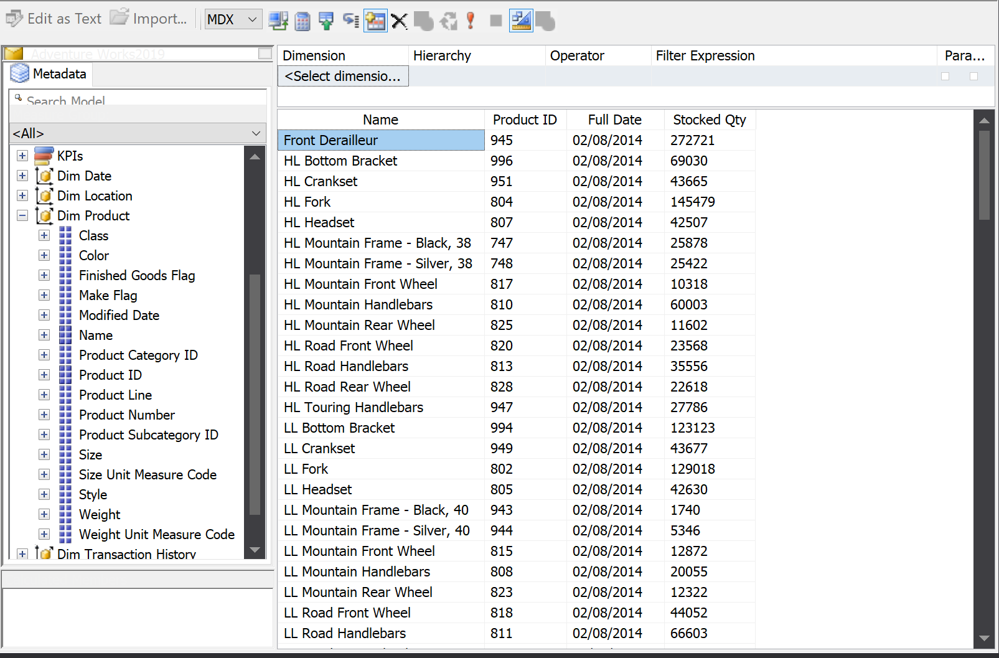 Edit as Text Import... MDX
Adventure Works2019
Metadata
Search Model
<All>
KPIs
Dim Date
Dim Location
Dim Product
Class
Color
Finished Goods Flag
Make Flag
Modified Date
Name
Product Category ID
Product ID
Product Line
Product Number
Product Subcategory ID
Size
Size Unit Measure Code
Style
Weight
Weight Unit Measure Code
Dim Transaction History
Dimension Hierarchy Operator Filter Expression Para...
<Select dimensio...
Name Product ID Full Date Stocked Qty
Front Derailleur 945 02/08/2014 272721
HL Bottom Bracket 996 02/08/2014 69030
HL Crankset 951 02/08/2014 43665
HL Fork 804 02/08/2014 145479
HL Headset 807 02/08/2014 42507
HL Mountain Frame - Black, 38 747 02/08/2014 25878
HL Mountain Frame - Silver, 38 748 02/08/2014 25422
HL Mountain Front Wheel 817 02/08/2014 10318
HL Mountain Handlebars 810 02/08/2014 60003
HL Mountain Rear Wheel 825 02/08/2014 11602
HL Road Front Wheel 820 02/08/2014 23568
HL Road Handlebars 813 02/08/2014 35556
HL Road Rear Wheel 828 02/08/2014 22618
HL Touring Handlebars 947 02/08/2014 27786
LL Bottom Bracket 994 02/08/2014 123123
LL Crankset 949 02/08/2014 43677
LL Fork 802 02/08/2014 129018
LL Headset 805 02/08/2014 42630
LL Mountain Frame - Black, 40 943 02/08/2014 1740
LL Mountain Frame - Silver, 40 944 02/08/2014 5346
LL Mountain Front Wheel 815 02/08/2014 12872
LL Mountain Handlebars 808 02/08/2014 20055
LL Mountain Rear Wheel 823 02/08/2014 12322
LL Road Front Wheel 818 02/08/2014 44052
LL Road Handlebars 811 02/08/2014 66603